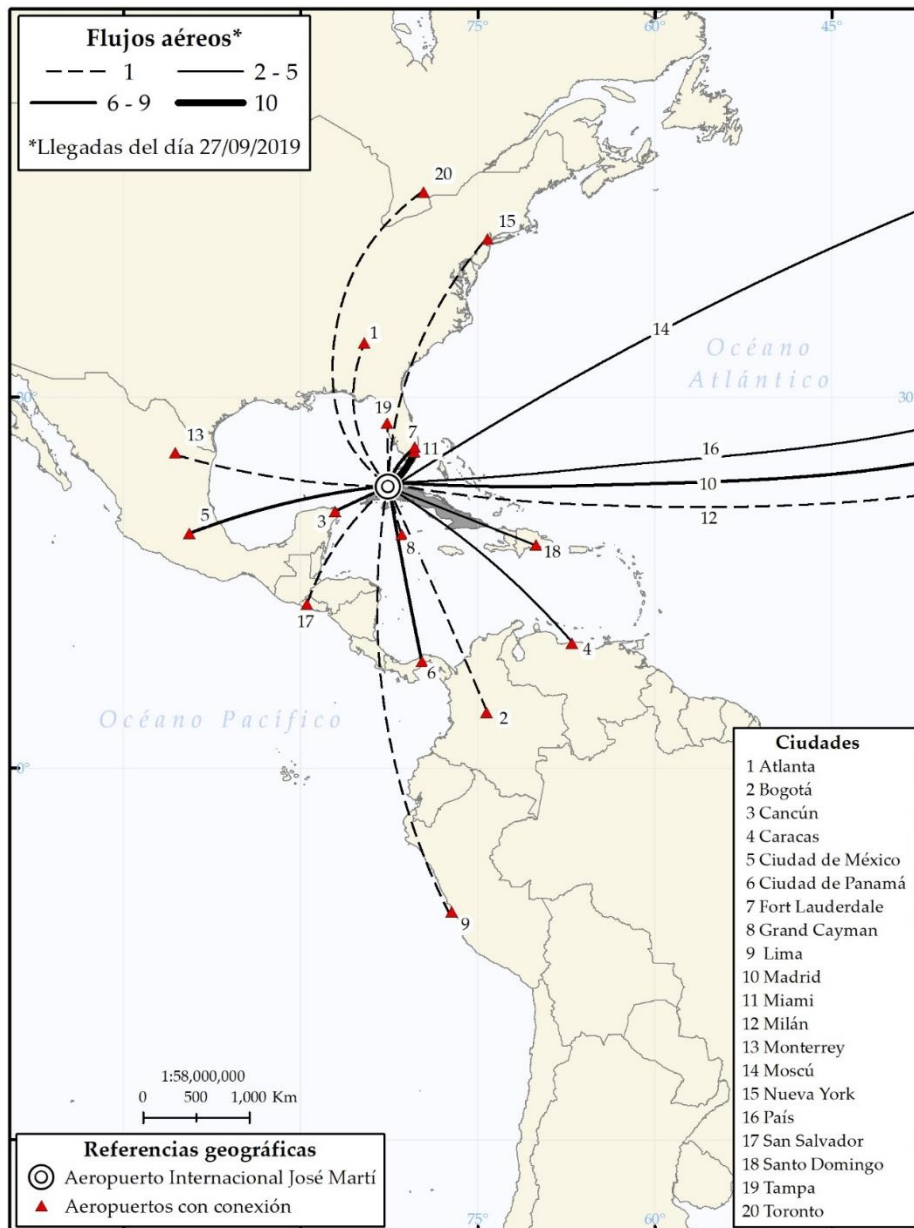 75°
60°
45°
Flujos aéreos*
1
2 - 5
6 - 9
10
*Llegadas del día 27/09/2019
20
15
14
1
Océano
Atlántico
30°
30°
19
7
11
13
16
10
12
5
3
8
18
17
4
6
2
Océano Pacífico
0°
9
Ciudades
1 Atlanta
2 Bogotá
3 Cancún
4 Caracas
5 Ciudad de México
6 Ciudad de Panamá
7 Fort Lauderdale
8 Grand Cayman
9 Lima
10 Madrid
11 Miami
12 Milán
13 Monterrey
14 Moscú
15 Nueva York
16 País
17 San Salvador
18 Santo Domingo
19 Tampa
20 Toronto
1:58,000,000
0 500 1,000 Km
Referencias geográficas
Aeropuerto Internacional José Martí
Aeropuertos con conexión
75°
60°